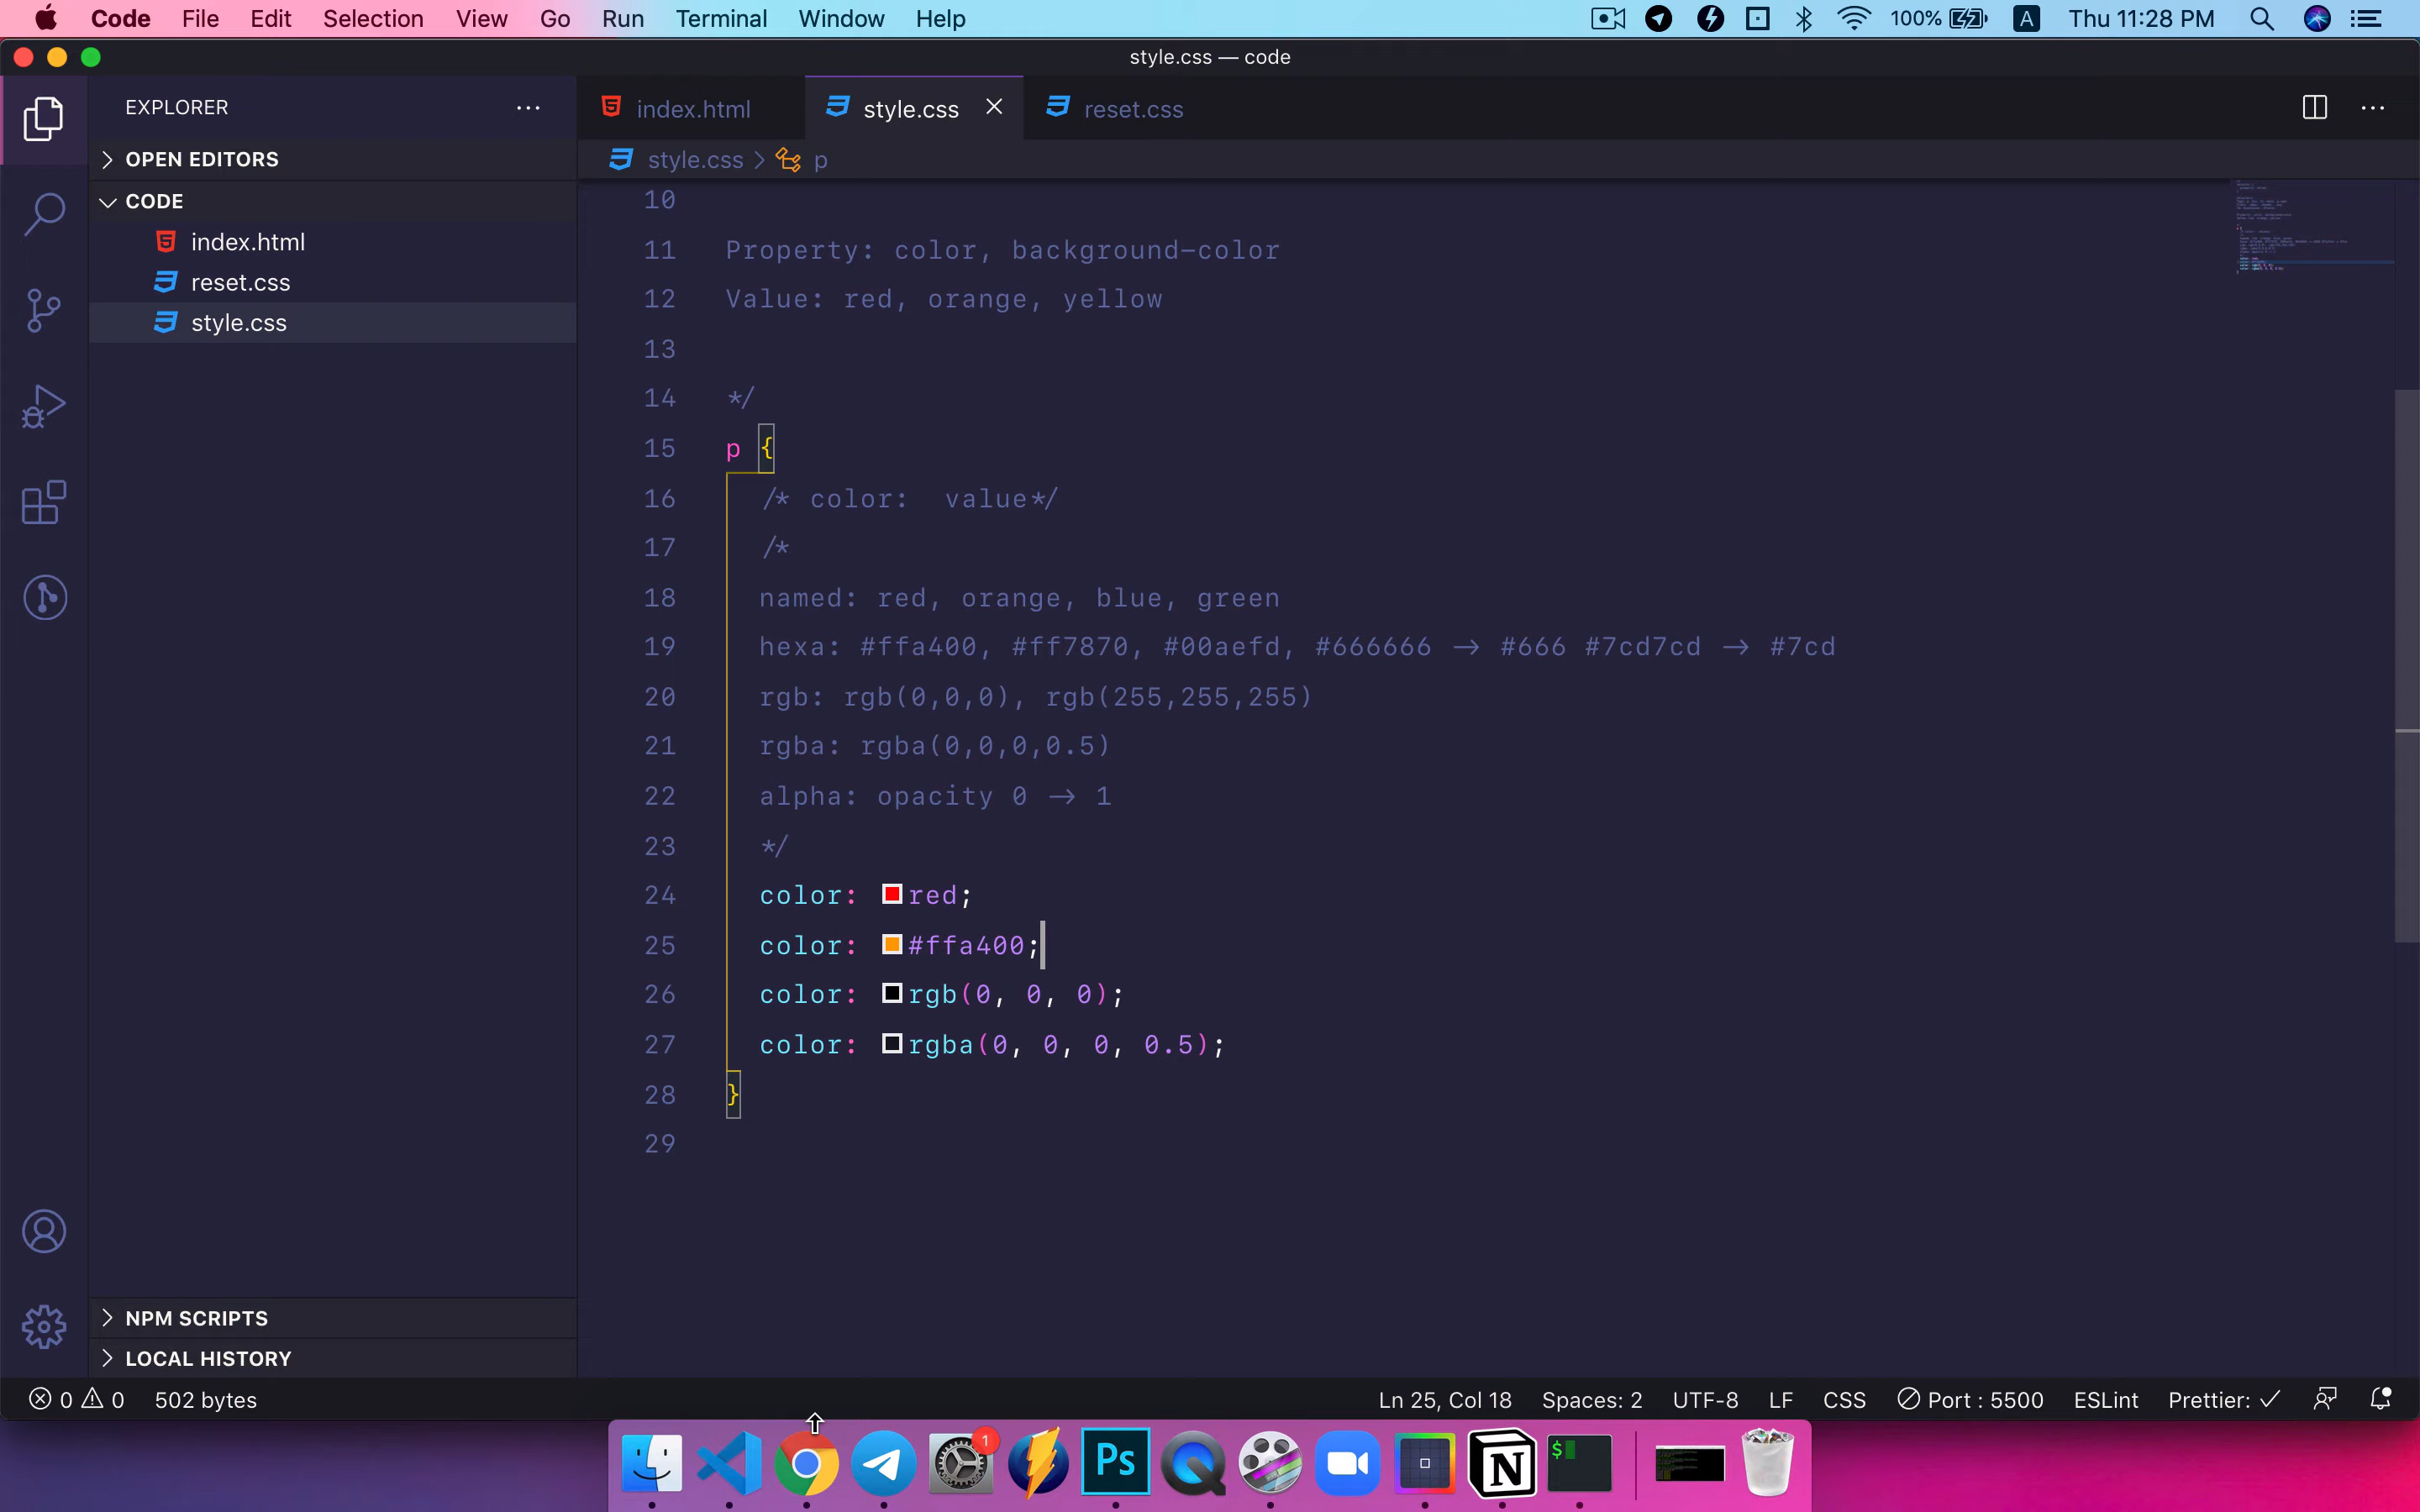 Code File Edit Selection View Go Run Terminal Window Help 100% A Thu 11:28 PM
style.css — code
EXPLORER
index.html style.css reset.css
OPEN EDITORS
style.css > p
CODE
index.html
reset.css
style.css
10
11 Property: color, background-color
12 Value: red, orange, yellow
13
14 */
15 p {
16 /* color:  value*/
17 /*
18 named: red, orange, blue, green
19 hexa: #ffa400, #ff7870, #00aefd, #666666 -> #666 #7cd7cd -> #7cd
20 rgb: rgb(0,0,0), rgb(255,255,255)
21 rgba: rgba(0,0,0,0.5)
22 alpha: opacity 0 -> 1
23 */
24 color: red;
25 color: #ffa400;
26 color: rgb(0, 0, 0);
27 color: rgba(0, 0, 0, 0.5);
28 }
29
NPM SCRIPTS
LOCAL HISTORY
0 0 502 bytes Ln 25, Col 18 Spaces: 2 UTF-8 LF CSS Port : 5500 ESLint Prettier: ✓
1
Ps
N
$